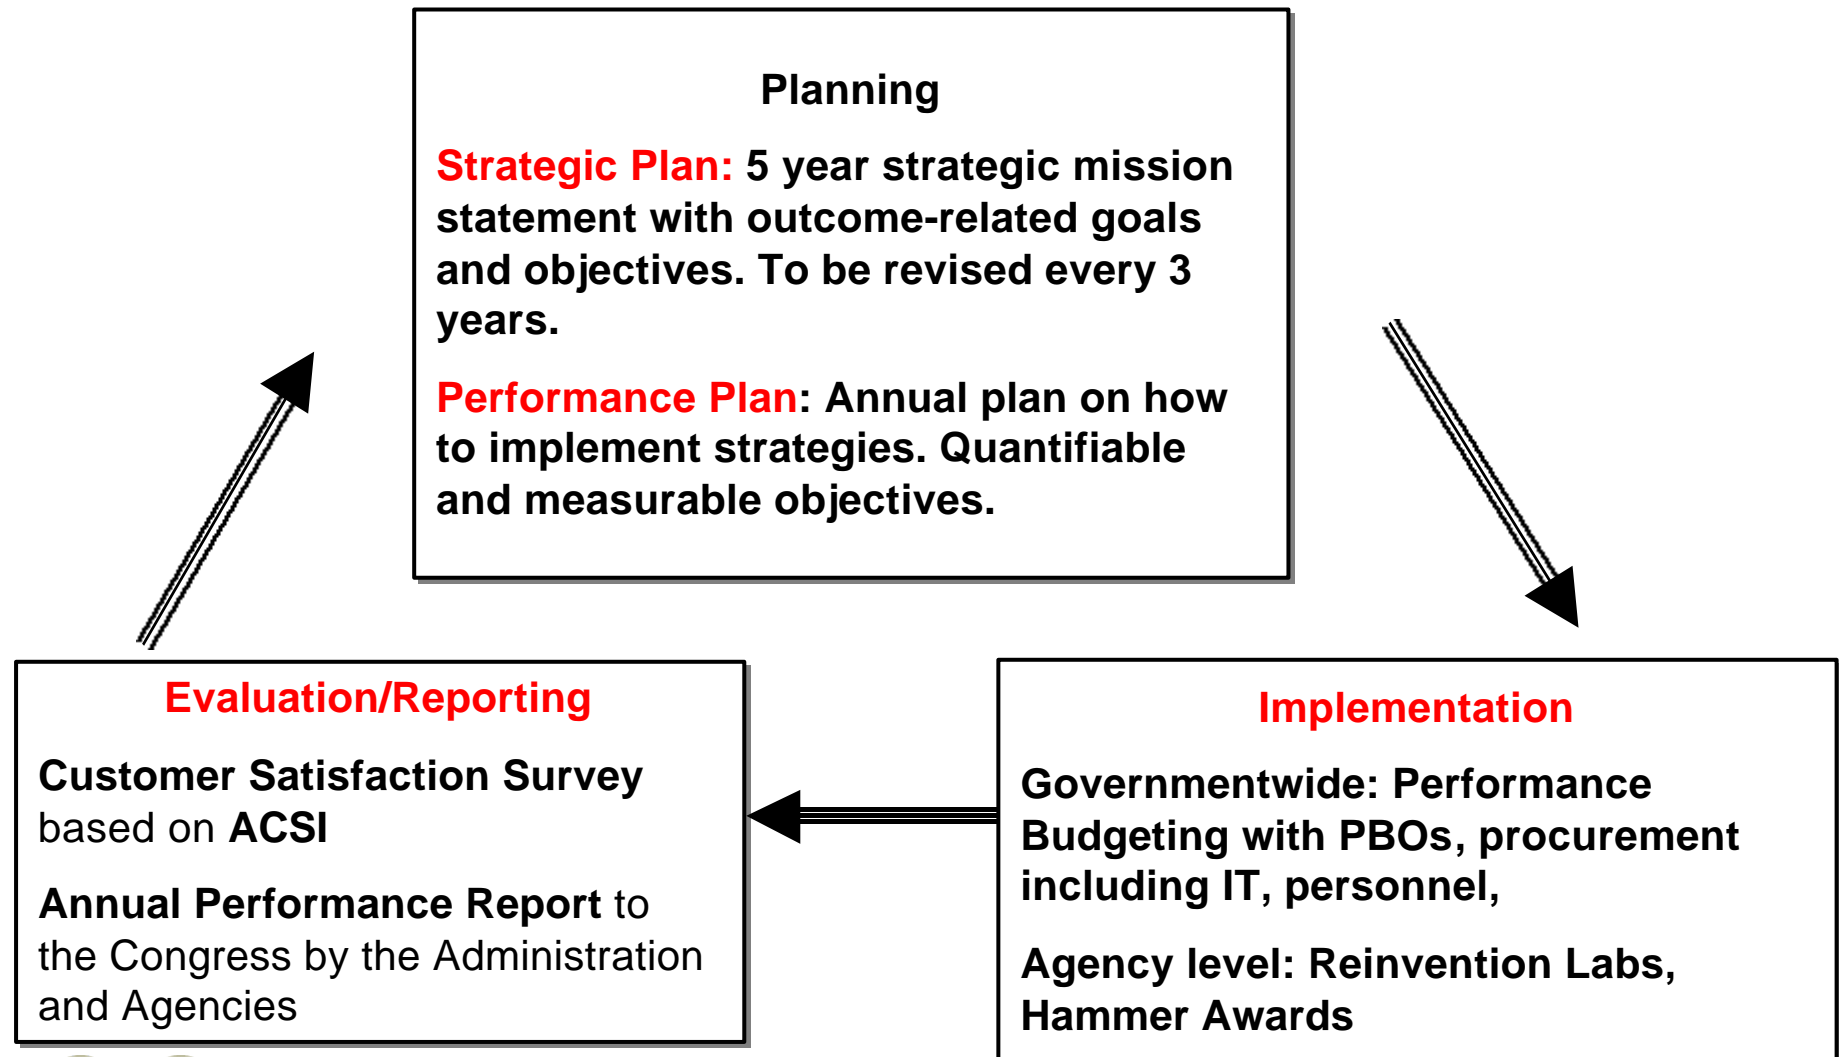 Planning
Strategic Plan: 5 year strategic mission
statement with outcome-related goals
and objectives. To be revised every 3
years.
Performance Plan: Annual plan on how
to implement strategies. Quantifiable
and measurable objectives.
Evaluation/Reporting
Customer Satisfaction Survey
based on ACSI
Annual Performance Report to
the Congress by the Administration
and Agencies
Implementation
Governmentwide: Performance
Budgeting with PBOs, procurement
including IT, personnel,
Agency level: Reinvention Labs,
Hammer Awards